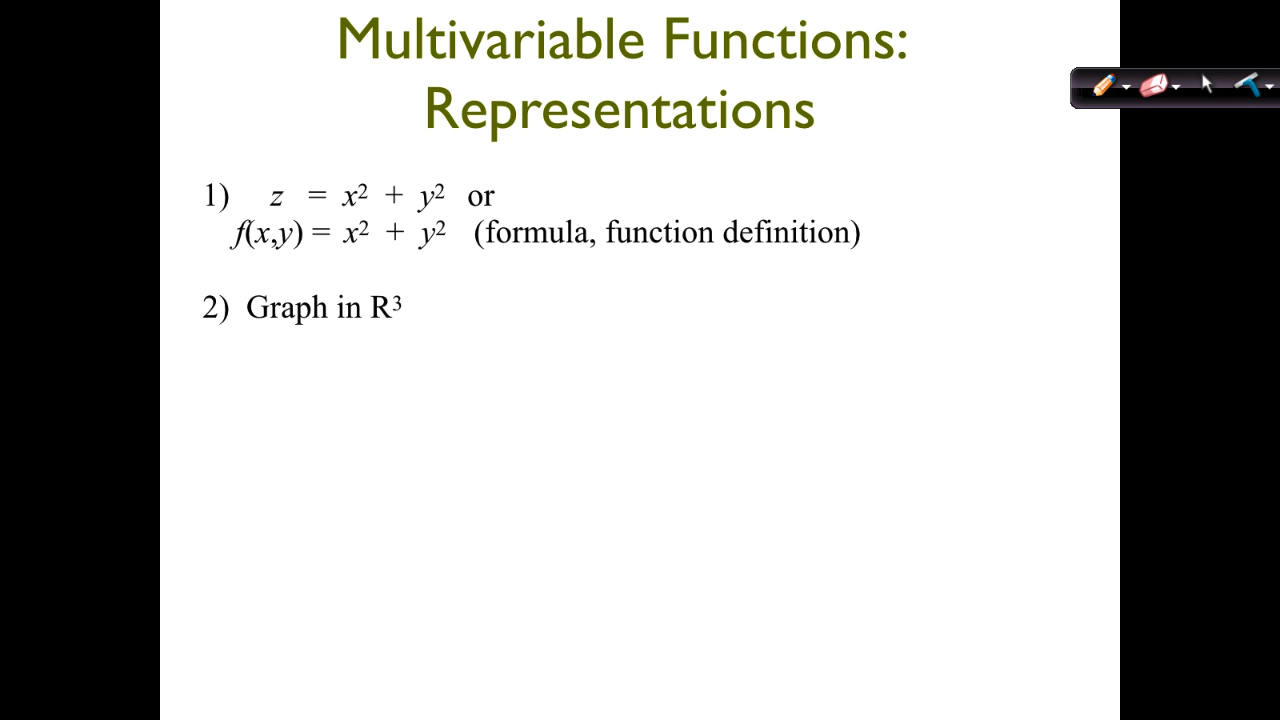 Multivariable Functions:
Representations
1) z = x² + y² or
f(x,y) = x² + y² (formula, function definition)
2) Graph in R³